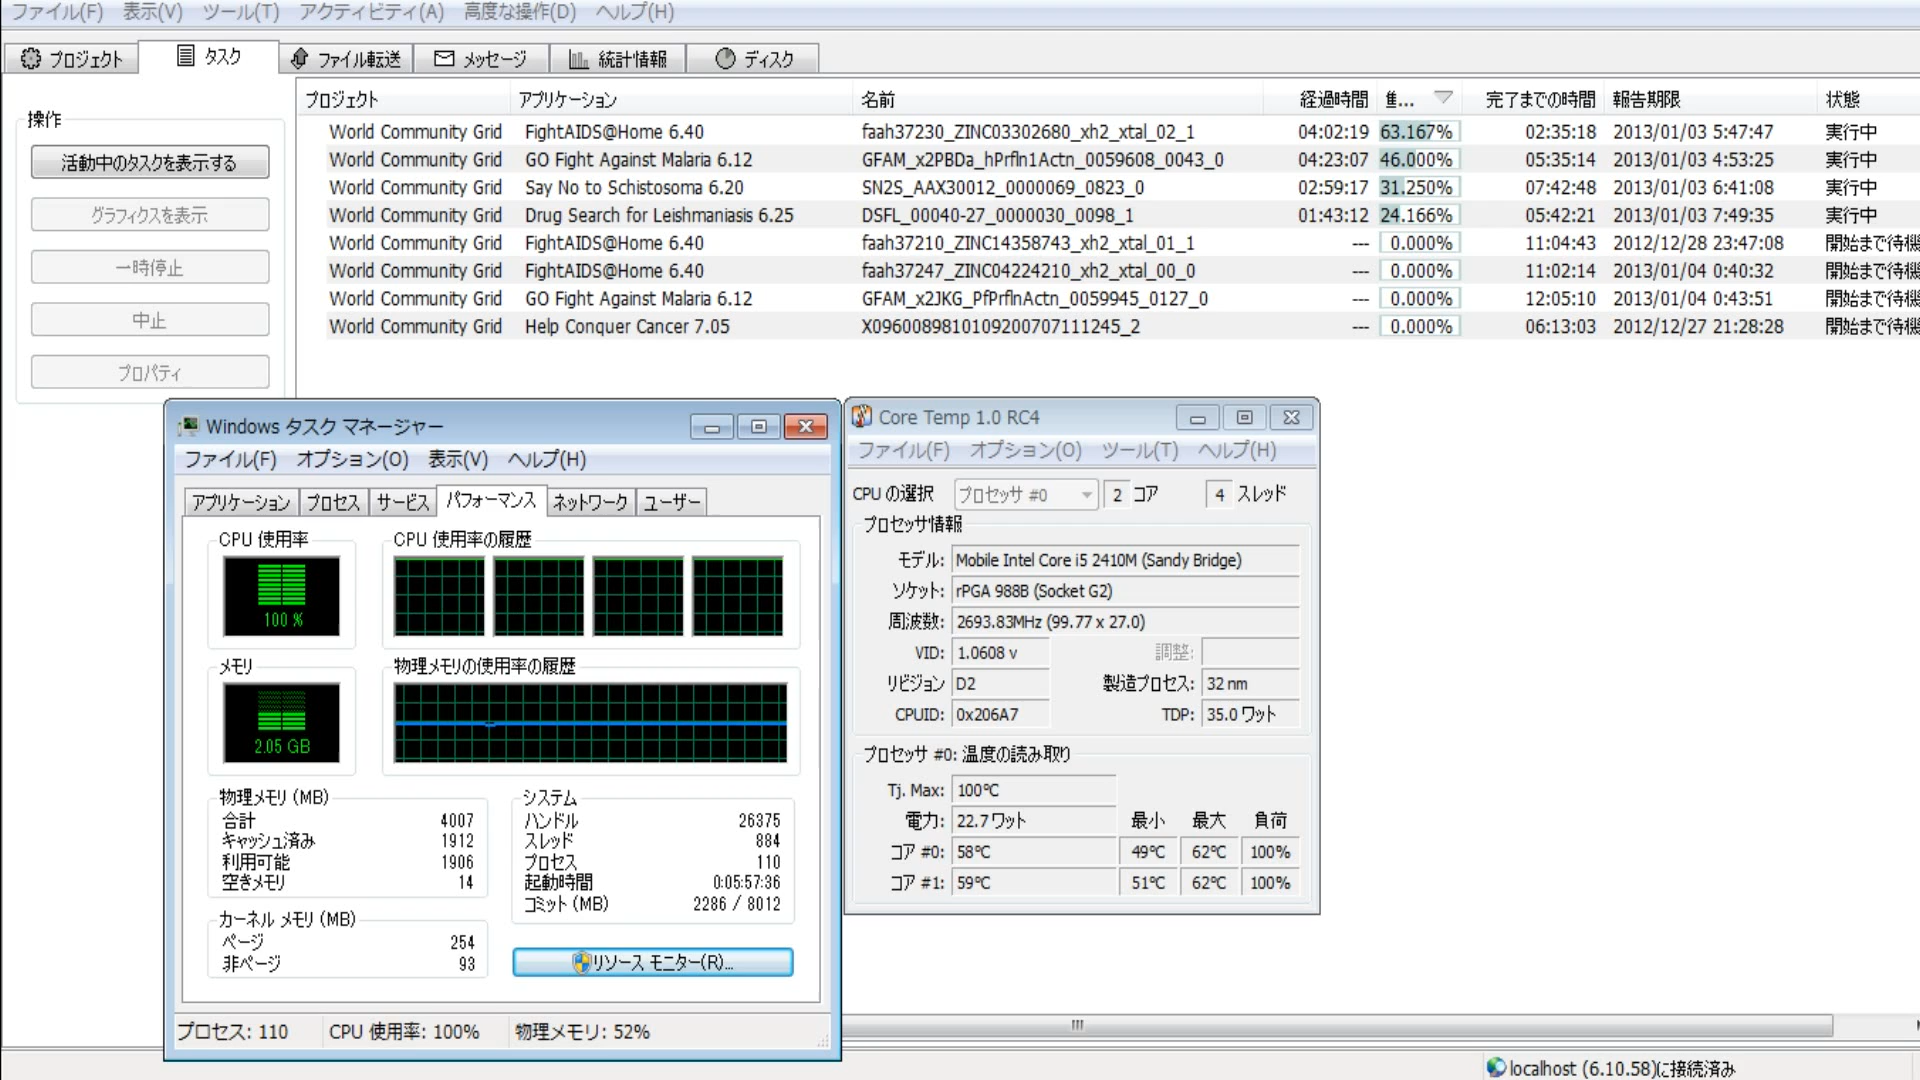 ファイル(F) 表示(V) ツール(T) アクティビティ(A) 高度な操作(D) ヘルプ(H)
プロジェクト タスク ファイル転送 メッセージ 統計情報 ディスク
操作
活動中のタスクを表示する
グラフィクスを表示
一時停止
中止
プロパティ
プロジェクト アプリケーション 名前 経過時間 進... 完了までの時間 報告期限 状態
World Community Grid FightAIDS@Home 6.40 faah37230_ZINC03302680_xh2_xtal_02_1 04:02:19 63.167% 02:35:18 2013/01/03 5:47:47 実行中
World Community Grid GO Fight Against Malaria 6.12 GFAM_x2PBDa_hPrfln1Actn_0059608_0043_0 04:23:07 46.000% 05:35:14 2013/01/03 4:53:25 実行中
World Community Grid Say No to Schistosoma 6.20 SN2S_AAX30012_0000069_0823_0 02:59:17 31.250% 07:42:48 2013/01/03 6:41:08 実行中
World Community Grid Drug Search for Leishmaniasis 6.25 DSFL_00040-27_0000030_0098_1 01:43:12 24.166% 05:42:21 2013/01/03 7:49:35 実行中
World Community Grid FightAIDS@Home 6.40 faah37210_ZINC14358743_xh2_xtal_01_1 --- 0.000% 11:04:43 2012/12/28 23:47:08 開始まで待機
World Community Grid FightAIDS@Home 6.40 faah37247_ZINC04224210_xh2_xtal_00_0 --- 0.000% 11:02:14 2013/01/04 0:40:32 開始まで待機
World Community Grid GO Fight Against Malaria 6.12 GFAM_x2JKG_PfPrflnActn_0059945_0127_0 --- 0.000% 12:05:10 2013/01/04 0:43:51 開始まで待機
World Community Grid Help Conquer Cancer 7.05 X0960089810109200707111245_2 --- 0.000% 06:13:03 2012/12/27 21:28:28 開始まで待機
Windows タスク マネージャー
ファイル(F) オプション(O) 表示(V) ヘルプ(H)
アプリケーション プロセス サービス パフォーマンス ネットワーク ユーザー
CPU 使用率 CPU 使用率の履歴
100 %
メモリ 物理メモリの使用率の履歴
2.05 GB
物理メモリ (MB)
合計 4007
キャッシュ済み 1912
利用可能 1906
空きメモリ 14
カーネル メモリ (MB)
ページ 254
非ページ 93
システム
ハンドル 26375
スレッド 884
プロセス 110
起動時間 0:05:57:36
コミット (MB) 2286 / 8012
リソース モニター(R)...
プロセス: 110 CPU 使用率: 100% 物理メモリ: 52%
Core Temp 1.0 RC4
ファイル(F) オプション(O) ツール(T) ヘルプ(H)
CPU の選択 プロセッサ #0 2 コア 4 スレッド
プロセッサ情報
モデル: Mobile Intel Core i5 2410M (Sandy Bridge)
ソケット: rPGA 988B (Socket G2)
周波数: 2693.83MHz (99.77 x 27.0)
VID: 1.0608 v 調整:
リビジョン D2 製造プロセス: 32 nm
CPUID: 0x206A7 TDP: 35.0 ワット
プロセッサ #0: 温度の読み取り
Tj. Max: 100℃
電力: 22.7 ワット 最小 最大 負荷
コア #0: 58℃ 49℃ 62℃ 100%
コア #1: 59℃ 51℃ 62℃ 100%
localhost (6.10.58)に接続済み